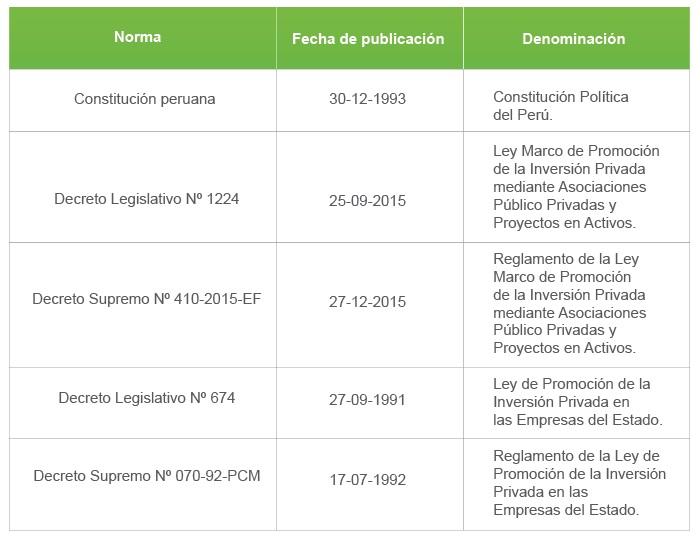 Norma
Fecha de publicación
Denominación
Constitución peruana
30-12-1993
Constitución Política
del Perú.
Decreto Legislativo Nº 1224
25-09-2015
Ley Marco de Promoción
de la Inversión Privada
mediante Asociaciones
Público Privadas y
Proyectos en Activos.
Decreto Supremo Nº 410-2015-EF
27-12-2015
Reglamento de la Ley
Marco de Promoción
de la Inversión Privada
mediante Asociaciones
Público Privadas y
Proyectos en Activos.
Decreto Legislativo Nº 674
27-09-1991
Ley de Promoción de la
Inversión Privada en
las Empresas del Estado.
Decreto Supremo Nº 070-92-PCM
17-07-1992
Reglamento de la Ley de
Promoción de la Inversión
Privada en las
Empresas del Estado.